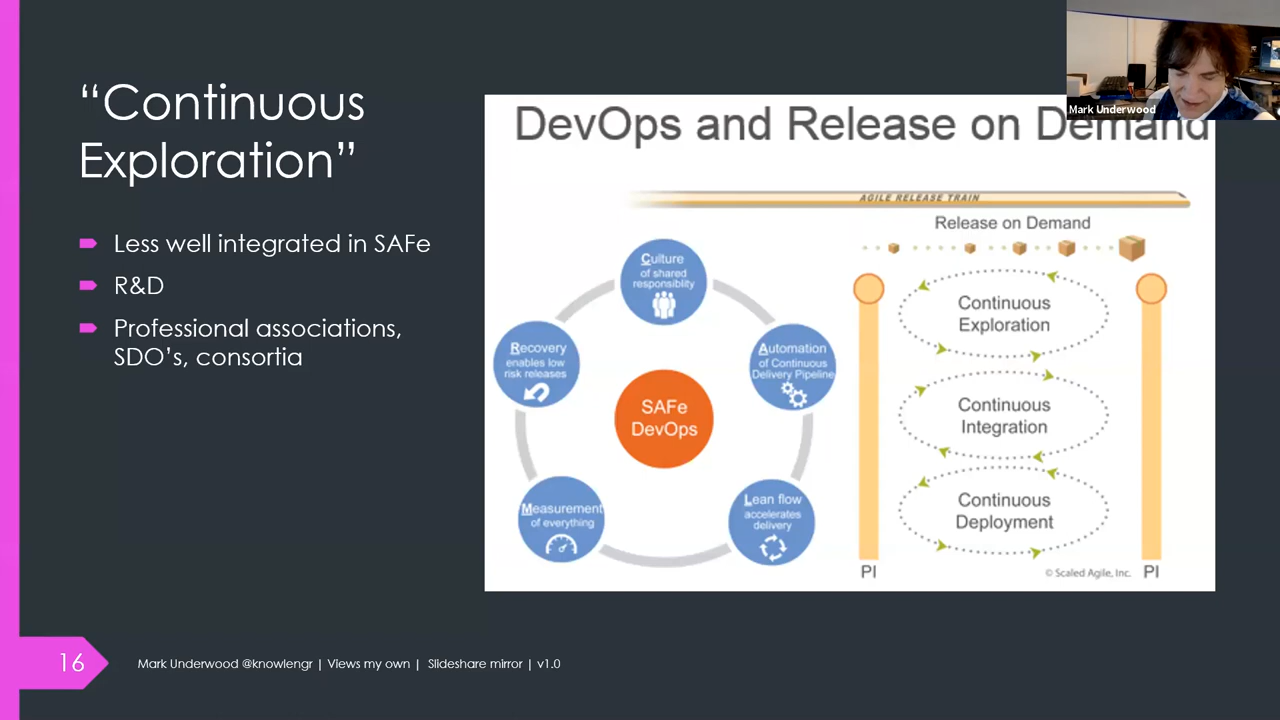 “Continuous
Exploration”
Less well integrated in SAFe
R&D
Professional associations,
SDO’s, consortia
Mark Underwood
DevOps and Release on Demand
AGILE RELEASE TRAIN
Release on Demand
Culture
of shared
responsiblity
Recovery
enables low
risk releases
Automation
of Continuous
Delivery Pipeline
SAFe
DevOps
Measurement
of everything
Lean flow
accelerates
delivery
Continuous
Exploration
Continuous
Integration
Continuous
Deployment
PI
© Scaled Agile, Inc.
PI
16
Mark Underwood @knowlengr | Views my own | Slideshare mirror | v1.0